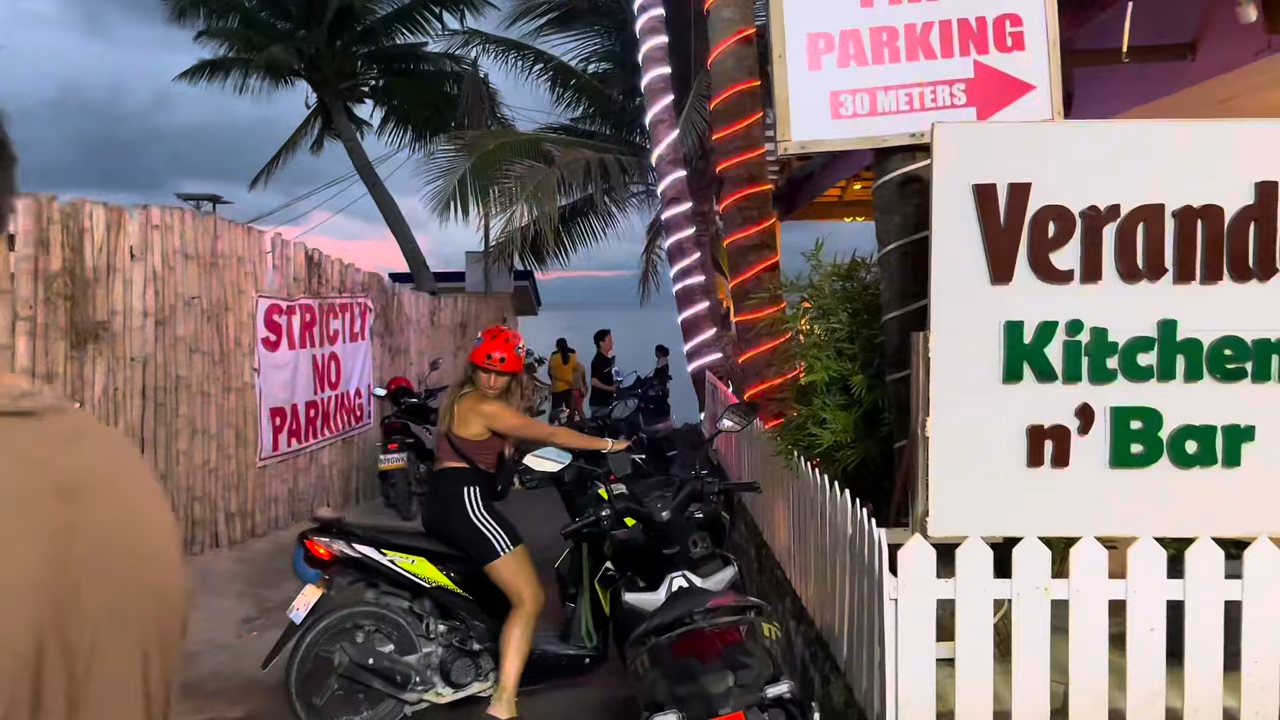 STRICTLY
NO
PARKING!
PARKING
30 METERS
Verand
Kitchen
n' Bar